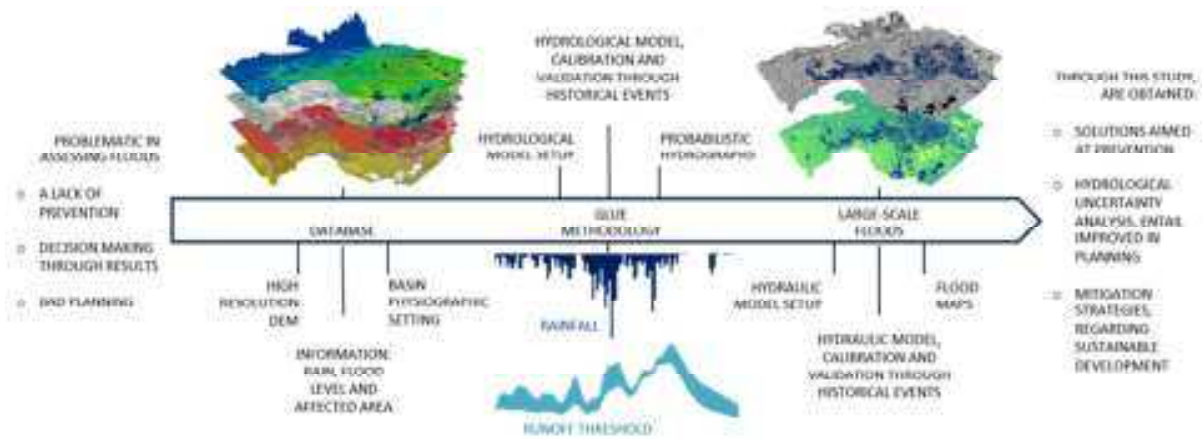 PROBLEMATIC IN
ASSESSING FLOODS
A LACK OF
PREVENTION
DECISION MAKING
THROUGH RESULTS
BAD PLANNING
DATABASE
HIGH
RESOLUTION
DEM
BASIN
PHYSIOGRAPHIC
SETTING
INFORMATION:
RAIN, FLOOD
LEVEL AND
AFFECTED AREA
HYDROLOGICAL MODEL,
CALIBRATION AND
VALIDATION THROUGH
HISTORICAL EVENTS
HYDROLOGICAL
MODEL SETUP
PROBABILISTIC
HYDROGRAPHS
GLUE
METHODOLOGY
RAINFALL
RUNOFF THRESHOLD
LARGE-SCALE
FLOODS
HYDRAULIC
MODEL SETUP
FLOOD
MAPS
HYDRAULIC MODEL,
CALIBRATION AND
VALIDATION THROUGH
HISTORICAL EVENTS
THROUGH THIS STUDY,
ARE OBTAINED:
SOLUTIONS AIMED
AT PREVENTION
HYDROLOGICAL
UNCERTAINTY
ANALYSIS, ENTAIL
IMPROVED IN
PLANNING
MITIGATION
STRATEGIES,
REGARDING
SUSTAINABLE
DEVELOPMENT